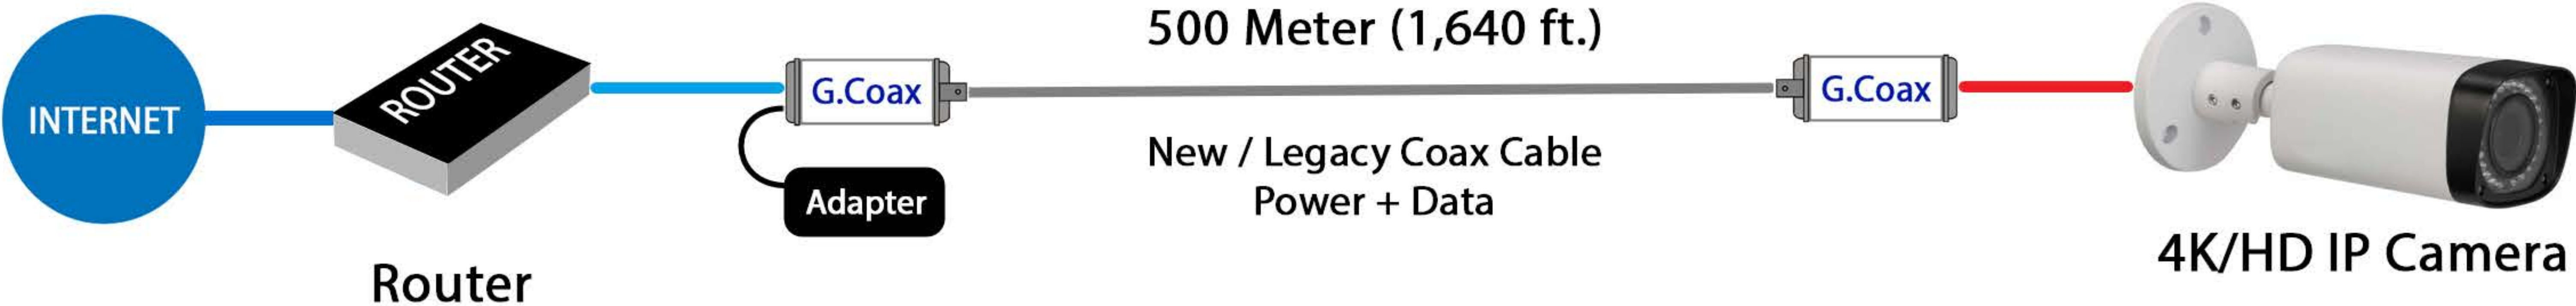 INTERNET
ROUTER
Router
G.Coax
Adapter
500 Meter (1,640 ft.)
New / Legacy Coax Cable
Power + Data
G.Coax
4K/HD IP Camera